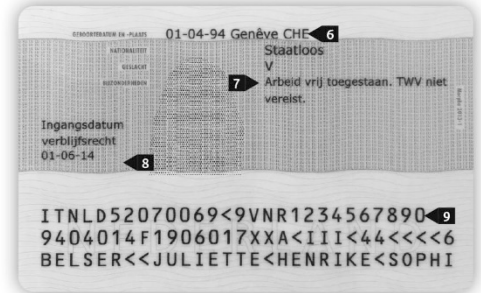 GEBOORTEDATUM EN -PLAATS 01-04-94 Genêve CHE 6
NATIONALITEIT Staatloos
GESLACHT V
BIJZONDERHEDEN 7 Arbeid vrij toegestaan. TWV niet
vereist.
Ingangsdatum
verblijfsrecht
01-06-14 8
ITNLD52070069<9VNR1234567890 9
9404014F1906017XXA<III<44<<<<6
BELSER<<JULIETTE<HENRIKE<SOPHI